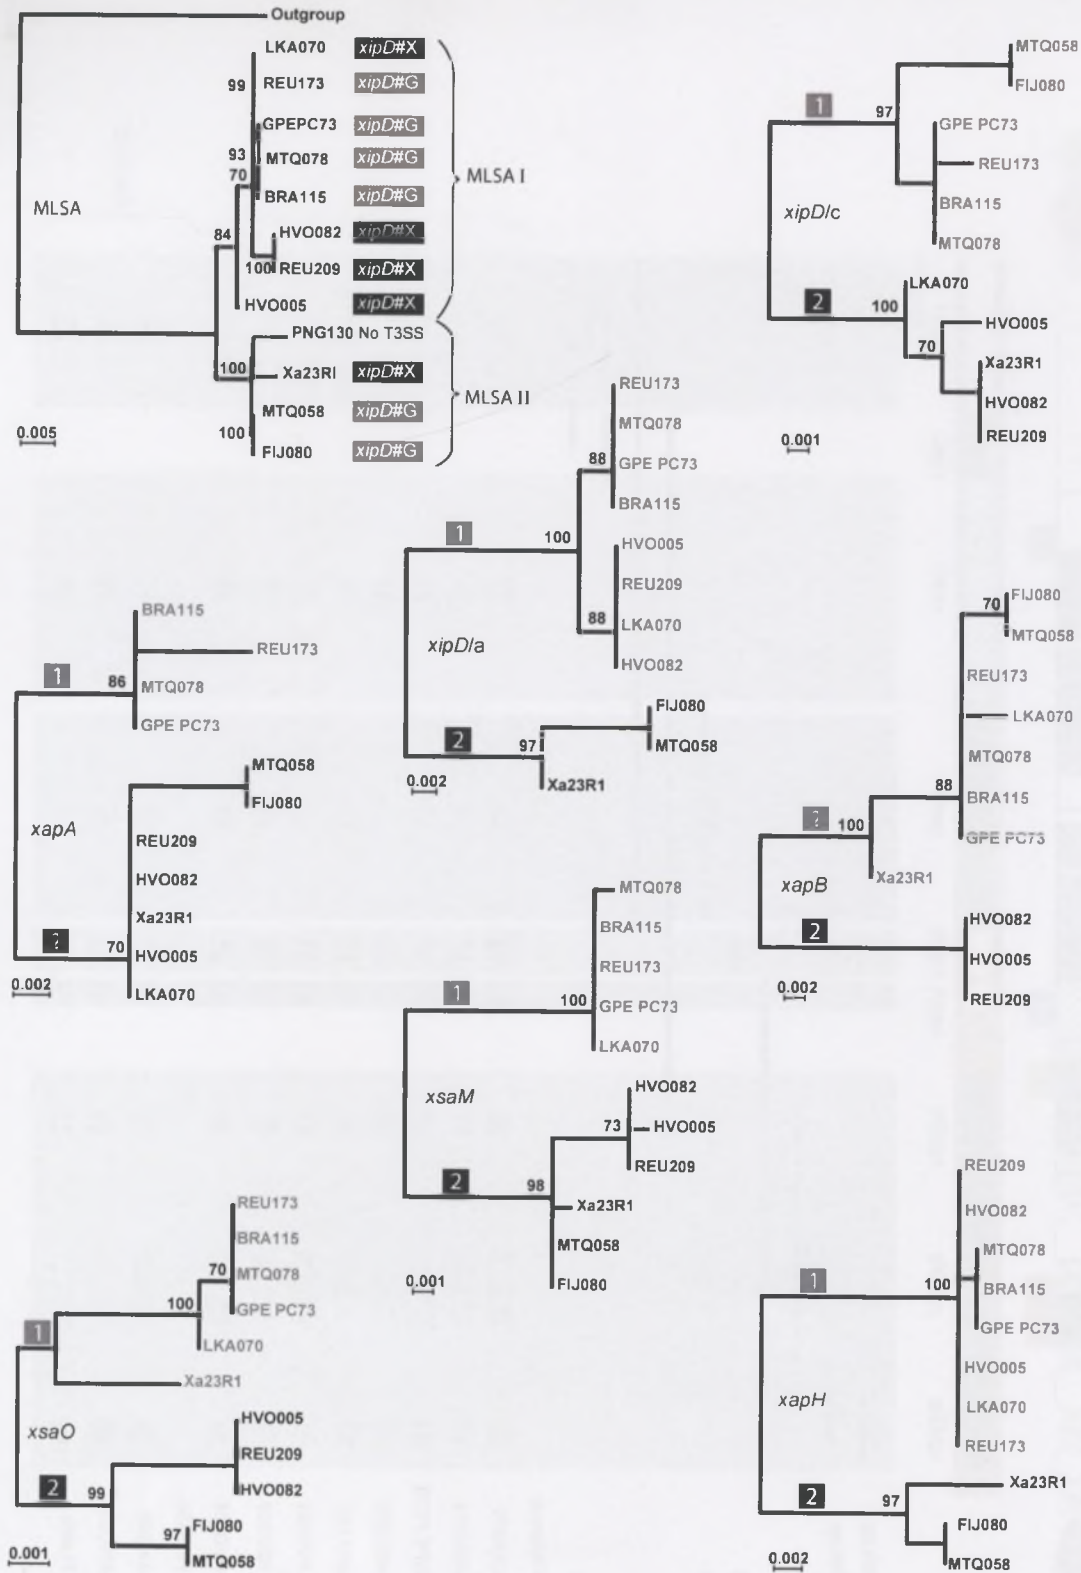 Outgroup
LKA070 xipD#X
99 REU173 xipD#G
GPEPC73 xipD#G
93 MTQ078 xipD#G
70
BRA115 xipD#G
MLSA I
MLSA
84 HVO082 xipD#X
100 REU209 xipD#X
HVO005 xipD#X
PNG130 No T3SS
100 Xa23RI xipD#X
MLSA II
MTQ058 xipD#G
100
FIJ080 xipD#G
0.005
MTQ058
FIJ080
1
97
GPE PC73
REU173
BRA115
MTQ078
xipD/c
LKA070
2
100
HVO005
70
Xa23R1
HVO082
REU209
0.001
REU173
MTQ078
88
GPE PC73
BRA115
1
100
HVO005
REU209
88
LKA070
HVO082
xipD/a
FIJ080
2
97
MTQ058
Xa23R1
0.002
BRA115
REU173
1
86
MTQ078
GPE PC73
MTQ058
FIJ080
xapA
REU209
HVO082
Xa23R1
?
70
HVO005
LKA070
0.002
FIJ080
70
MTQ058
REU173
LKA070
MTQ078
88
BRA115
?
100
GPE PC73
Xa23R1
xapB
HVO082
2
HVO005
REU209
0.002
MTQ078
BRA115
REU173
1
100
GPE PC73
LKA070
xsaM
HVO082
73
HVO005
REU209
2
98
Xa23R1
MTQ058
FIJ080
0.001
REU173
BRA115
70
MTQ078
100
GPE PC73
1
LKA070
Xa23R1
xsaO
HVO005
REU209
2
99
HVO082
FIJ080
97
MTQ058
0.001
REU209
HVO082
MTQ078
1
100
BRA115
GPE PC73
HVO005
xapH
LKA070
REU173
Xa23R1
2
97
FIJ080
MTQ058
0.002